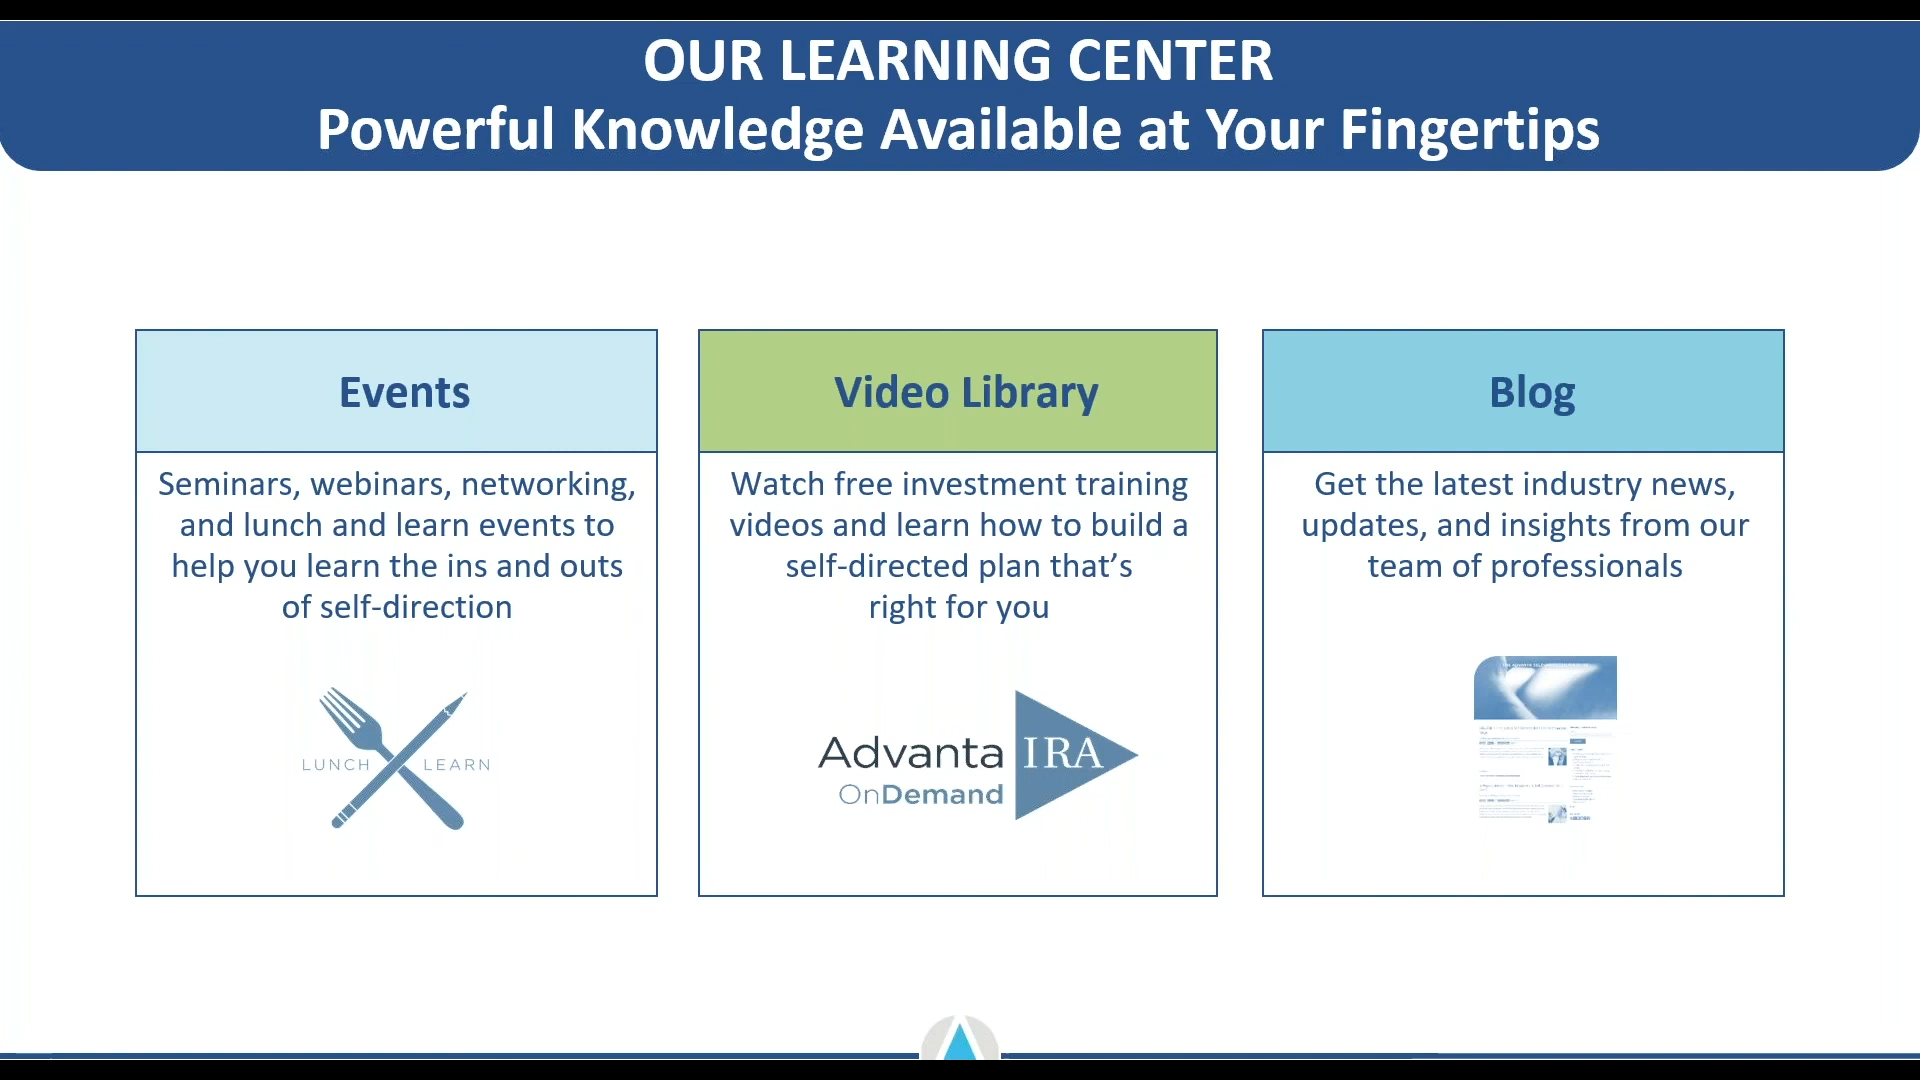 OUR LEARNING CENTER
Powerful Knowledge Available at Your Fingertips
Events
Seminars, webinars, networking,
and lunch and learn events to
help you learn the ins and outs
of self-direction
LUNCH LEARN
Video Library
Watch free investment training
videos and learn how to build a
self-directed plan that’s
right for you
Advanta IRA
OnDemand
Blog
Get the latest industry news,
updates, and insights from our
team of professionals